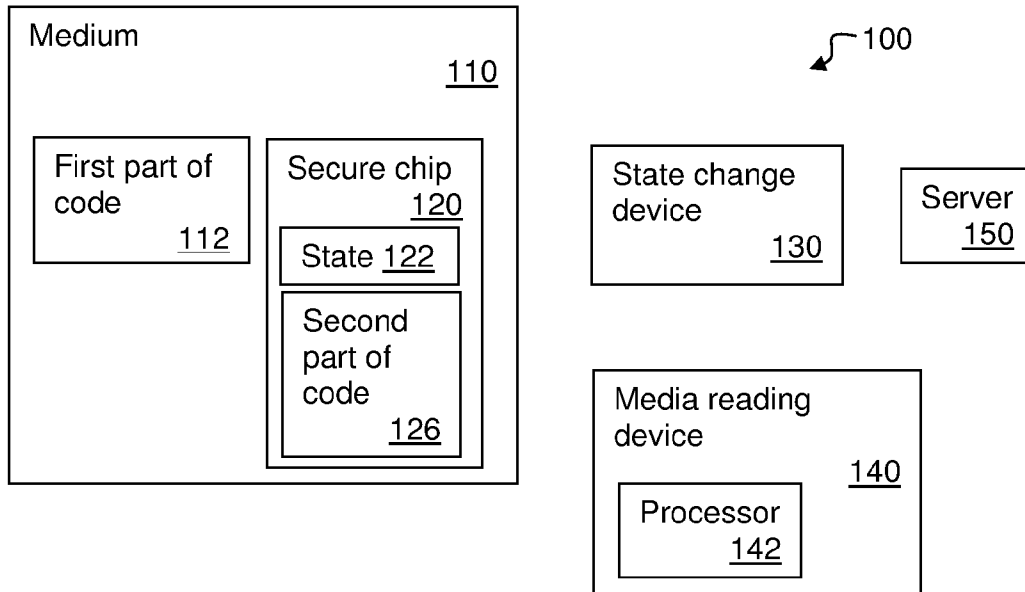 Medium
110
First part of
code
112
Secure chip
120
State 122
Second
part of
code
126
100
State change
device
130
Server
150
Media reading
device
140
Processor
142